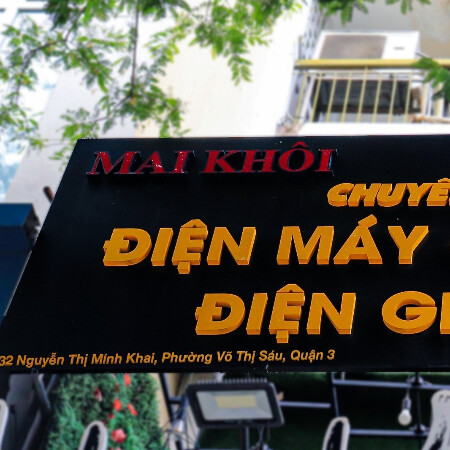 MAI KHÔI
CHUYÊ
ĐIỆN MÁY
ĐIỆN GI
32 Nguyễn Thị Minh Khai, Phường Võ Thị Sáu, Quận 3